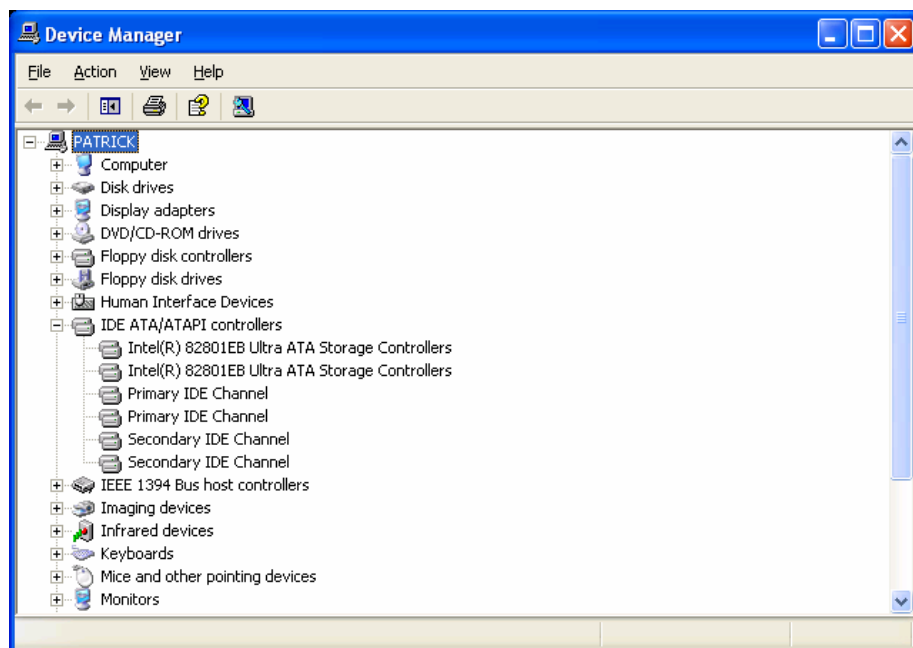 Device Manager
File Action View Help
PATRICK
Computer
Disk drives
Display adapters
DVD/CD-ROM drives
Floppy disk controllers
Floppy disk drives
Human Interface Devices
IDE ATA/ATAPI controllers
Intel(R) 82801EB Ultra ATA Storage Controllers
Intel(R) 82801EB Ultra ATA Storage Controllers
Primary IDE Channel
Primary IDE Channel
Secondary IDE Channel
Secondary IDE Channel
IEEE 1394 Bus host controllers
Imaging devices
Infrared devices
Keyboards
Mice and other pointing devices
Monitors